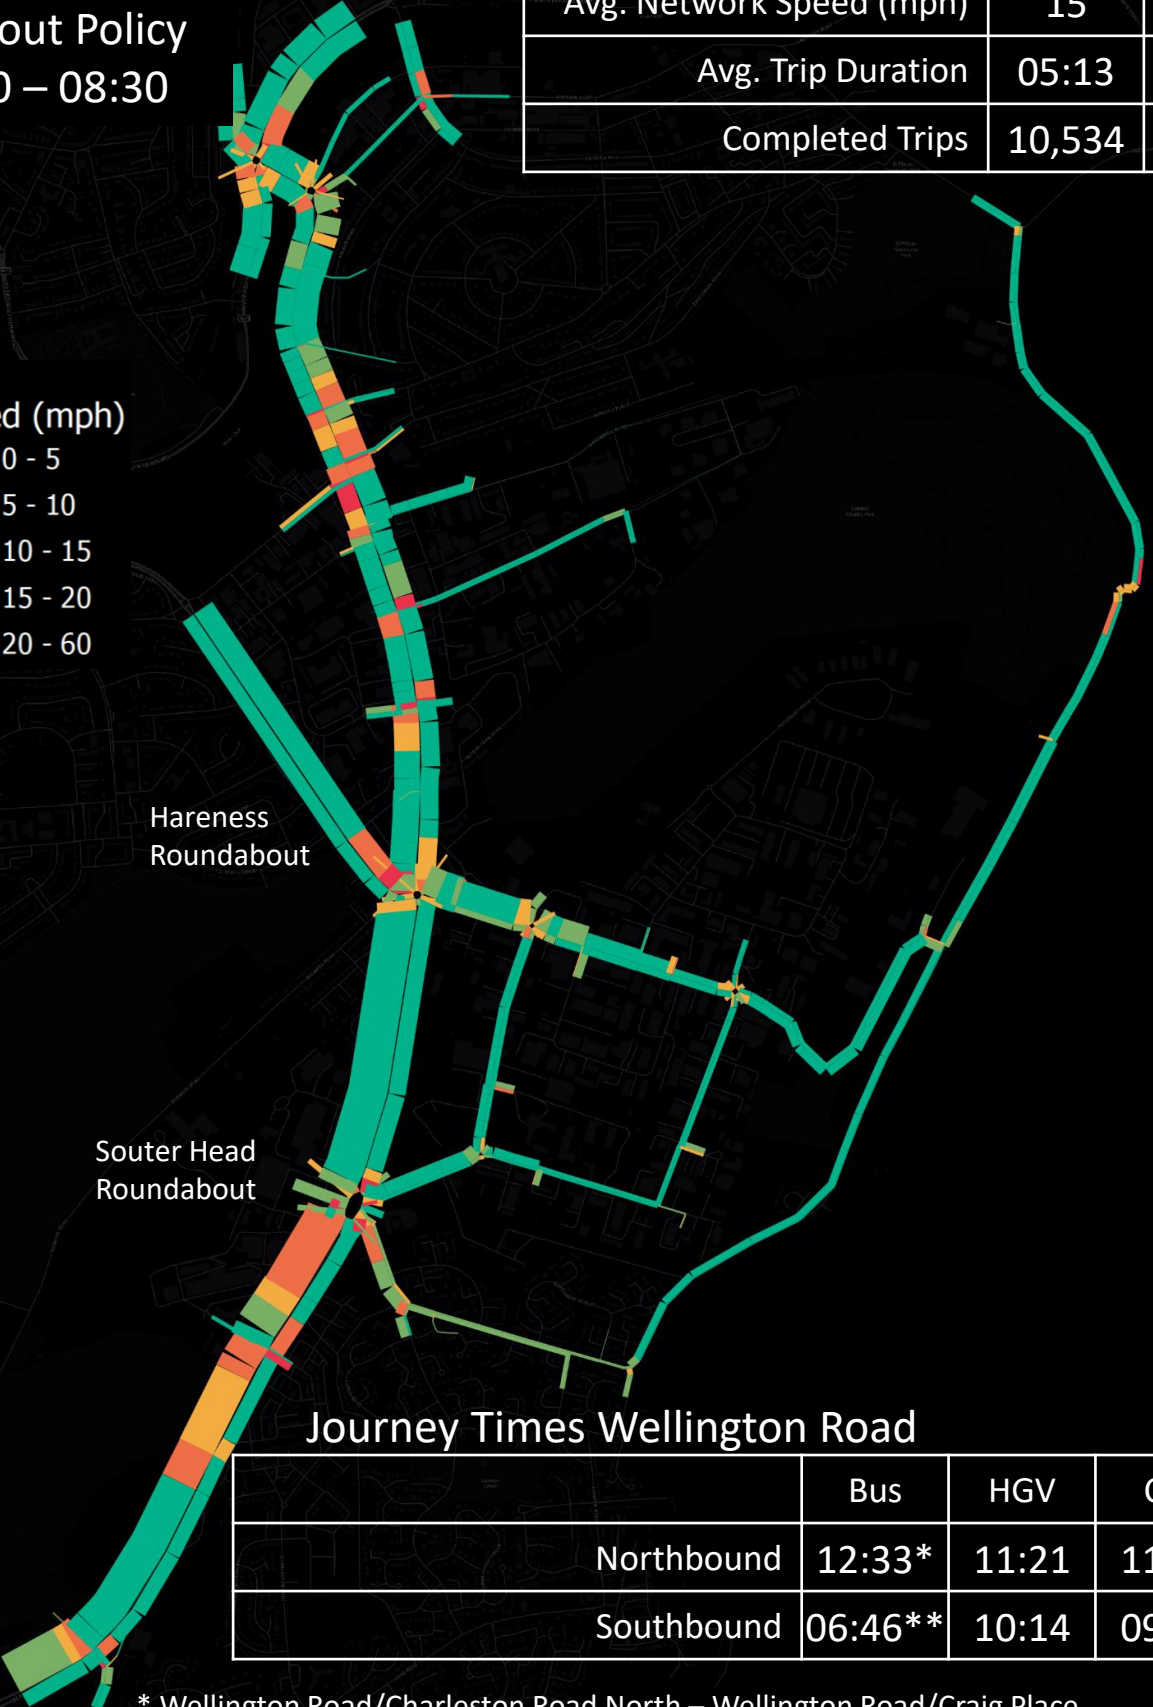 out Policy
0 – 08:30
Avg. Network Speed (mph) 15
Avg. Trip Duration 05:13
Completed Trips 10,534
ed (mph)
0 - 5
5 - 10
10 - 15
15 - 20
20 - 60
Hareness
Roundabout
Souter Head
Roundabout
Journey Times Wellington Road
Bus HGV
Northbound 12:33* 11:21 11
Southbound 06:46** 10:14 09
* Wellington Road/Charleston Road North – Wellington Road/Craig Place